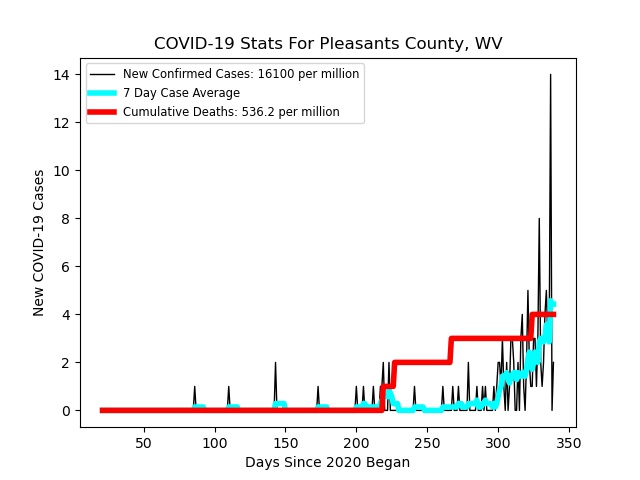 COVID-19 Stats For Pleasants County, WV
New Confirmed Cases: 16100 per million
7 Day Case Average
Cumulative Deaths: 536.2 per million
New COVID-19 Cases
14
12
10
8
6
4
2
0
50
100
150
200
250
300
350
Days Since 2020 Began